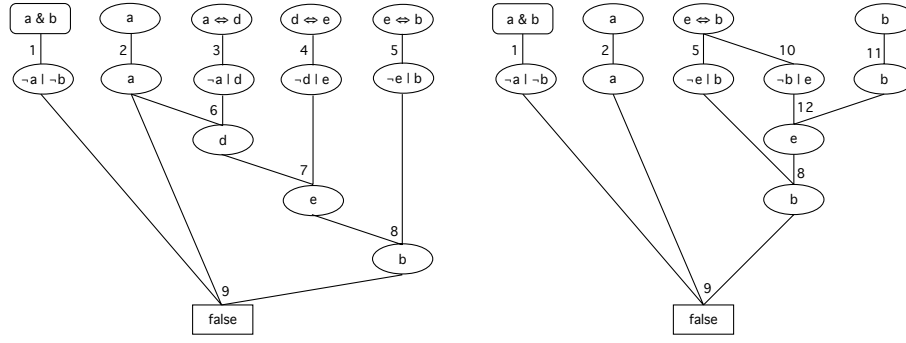 a & b a a ⇔ d d ⇔ e e ⇔ b a & b a e ⇔ b b
1 2 3 4 5 1 2 5 10 11
¬a | ¬b a ¬a | d ¬d | e ¬e | b ¬a | ¬b a ¬e | b ¬b | e b
6 12
d e
7 8
e b
8
b
9 9
false false